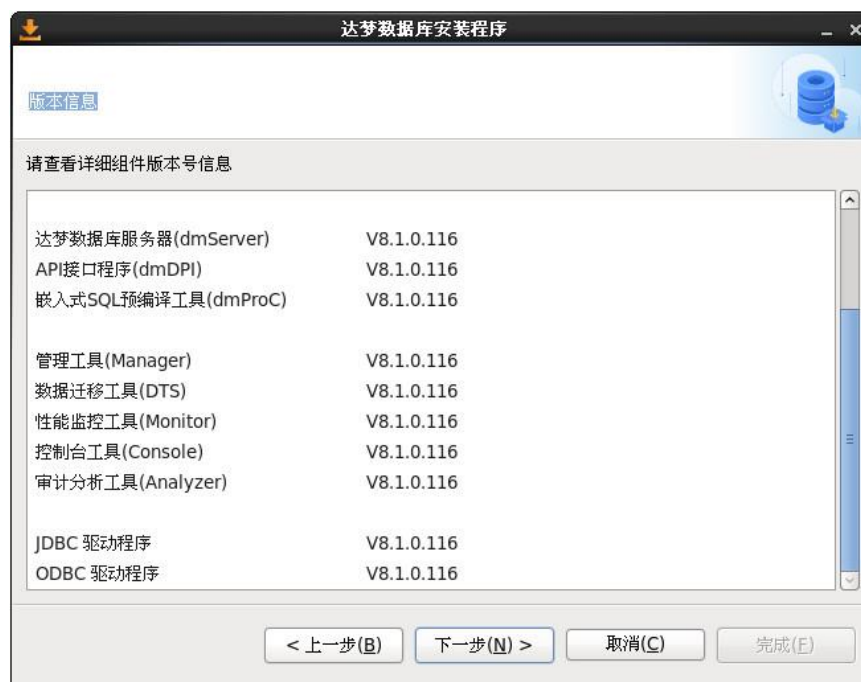 达梦数据库安装程序
版本信息
请查看详细组件版本号信息
达梦数据库服务器(dmServer) V8.1.0.116
API接口程序(dmDPI) V8.1.0.116
嵌入式SQL预编译工具(dmProC) V8.1.0.116
管理工具(Manager) V8.1.0.116
数据迁移工具(DTS) V8.1.0.116
性能监控工具(Monitor) V8.1.0.116
控制台工具(Console) V8.1.0.116
审计分析工具(Analyzer) V8.1.0.116
JDBC 驱动程序 V8.1.0.116
ODBC 驱动程序 V8.1.0.116
< 上一步(B) 下一步(N) > 取消(C) 完成(F)